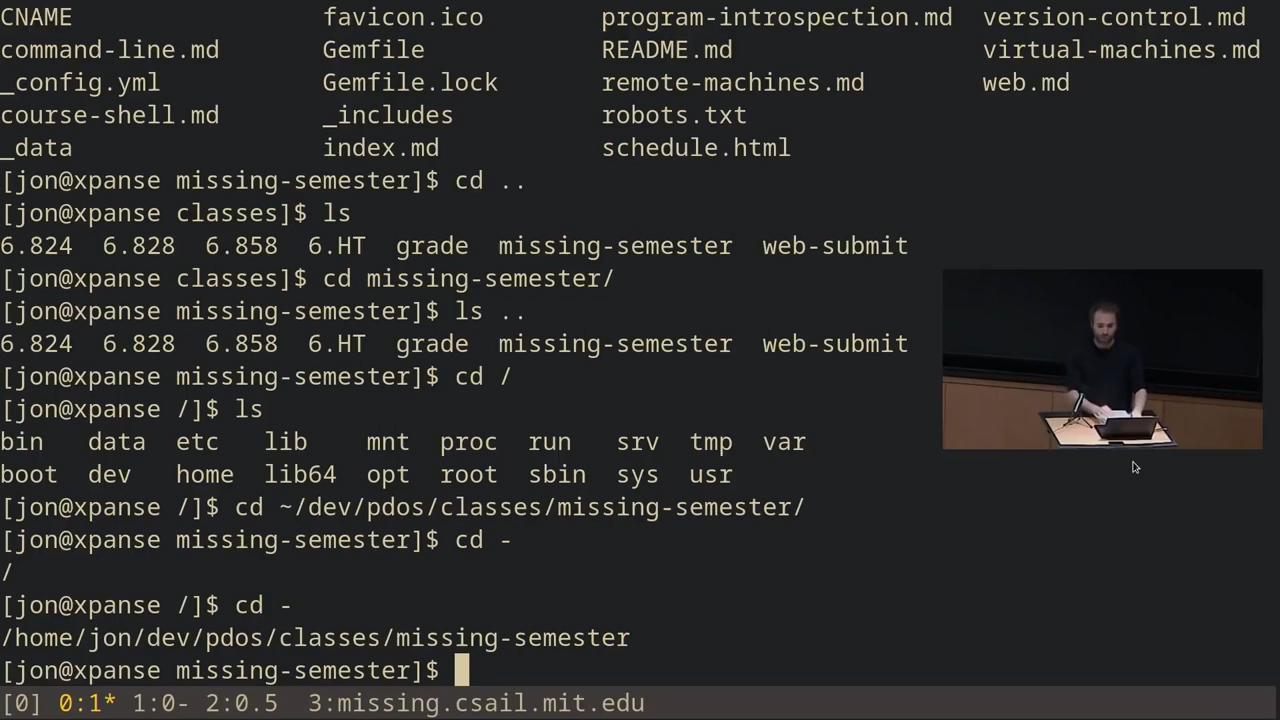 CNAME favicon.ico program-introspection.md version-control.md
command-line.md Gemfile README.md virtual-machines.md
_config.yml Gemfile.lock remote-machines.md web.md
course-shell.md _includes robots.txt
_data index.md schedule.html
[jon@xpanse missing-semester]$ cd ..
[jon@xpanse classes]$ ls
6.824 6.828 6.858 6.HT grade missing-semester web-submit
[jon@xpanse classes]$ cd missing-semester/
[jon@xpanse missing-semester]$ ls ..
6.824 6.828 6.858 6.HT grade missing-semester web-submit
[jon@xpanse missing-semester]$ cd /
[jon@xpanse /]$ ls
bin data etc lib mnt proc run srv tmp var
boot dev home lib64 opt root sbin sys usr
[jon@xpanse /]$ cd ~/dev/pdos/classes/missing-semester/
[jon@xpanse missing-semester]$ cd -
/
[jon@xpanse /]$ cd -
/home/jon/dev/pdos/classes/missing-semester
[jon@xpanse missing-semester]$
[0] 0:1* 1:0- 2:0.5 3:missing.csail.mit.edu